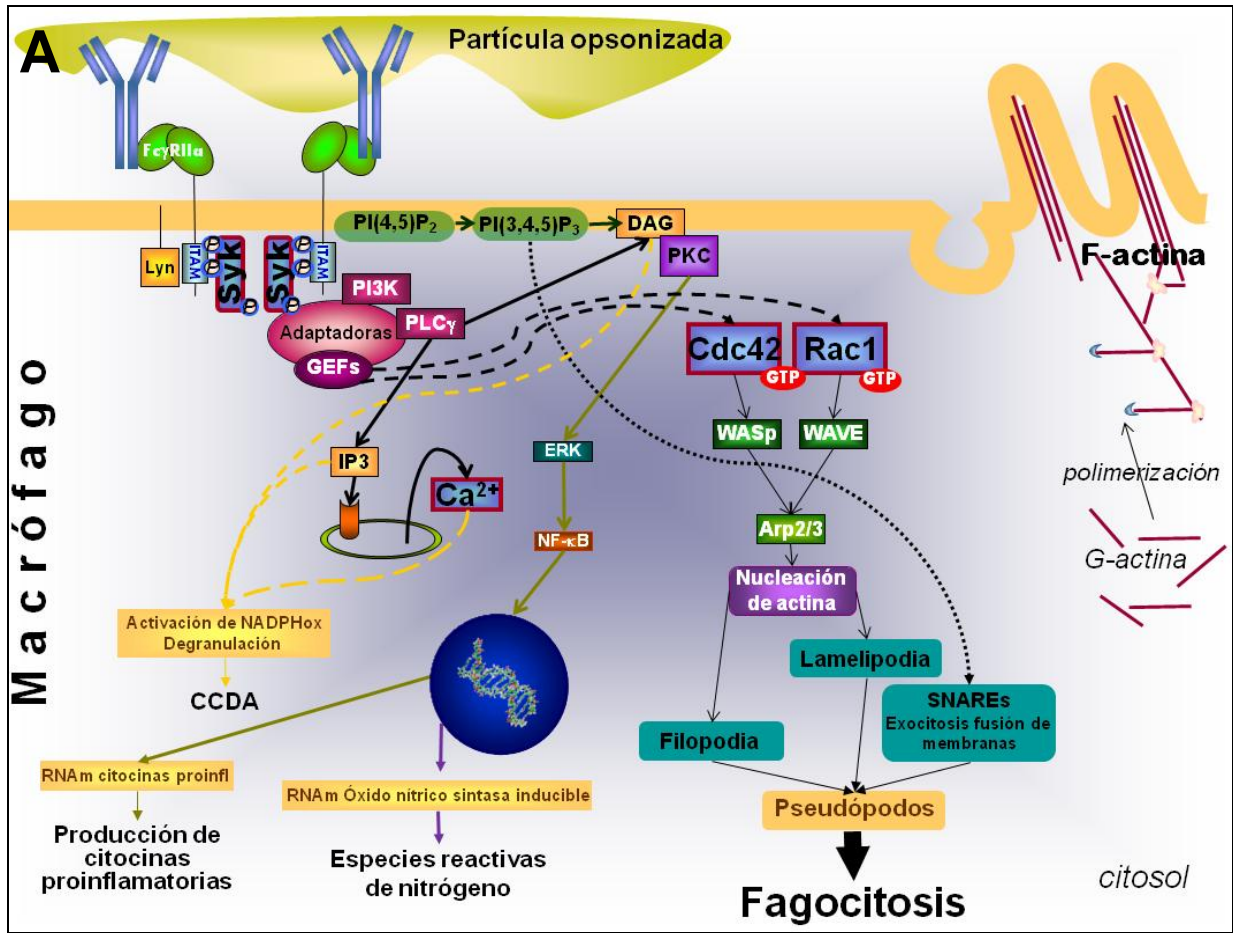 A
Partícula opsonizada
FcγRIIα
PI(4,5)P2
PI(3,4,5)P3
DAG
PKC
Lyn
ITAM
P
P
Syk
P
Syk
P
P
P
ITAM
PI3K
Adaptadoras
PLCγ
GEFs
F-actina
Cdc42
GTP
Rac1
GTP
WASp
WAVE
ERK
IP3
Ca2+
NF-κB
Arp2/3
Nucleación
de actina
polimerización
G-actina
Macrófago
Activación de NADPHox
Degranulación
CCDA
Lamelipodia
SNAREs
Exocitosis fusión de
membranas
Filopodia
RNAm citocinas proinfl
RNAm Óxido nítrico sintasa inducible
Pseudópodos
Producción de
citocinas
proinflamatorias
Especies reactivas
de nitrógeno
Fagocitosis
citosol